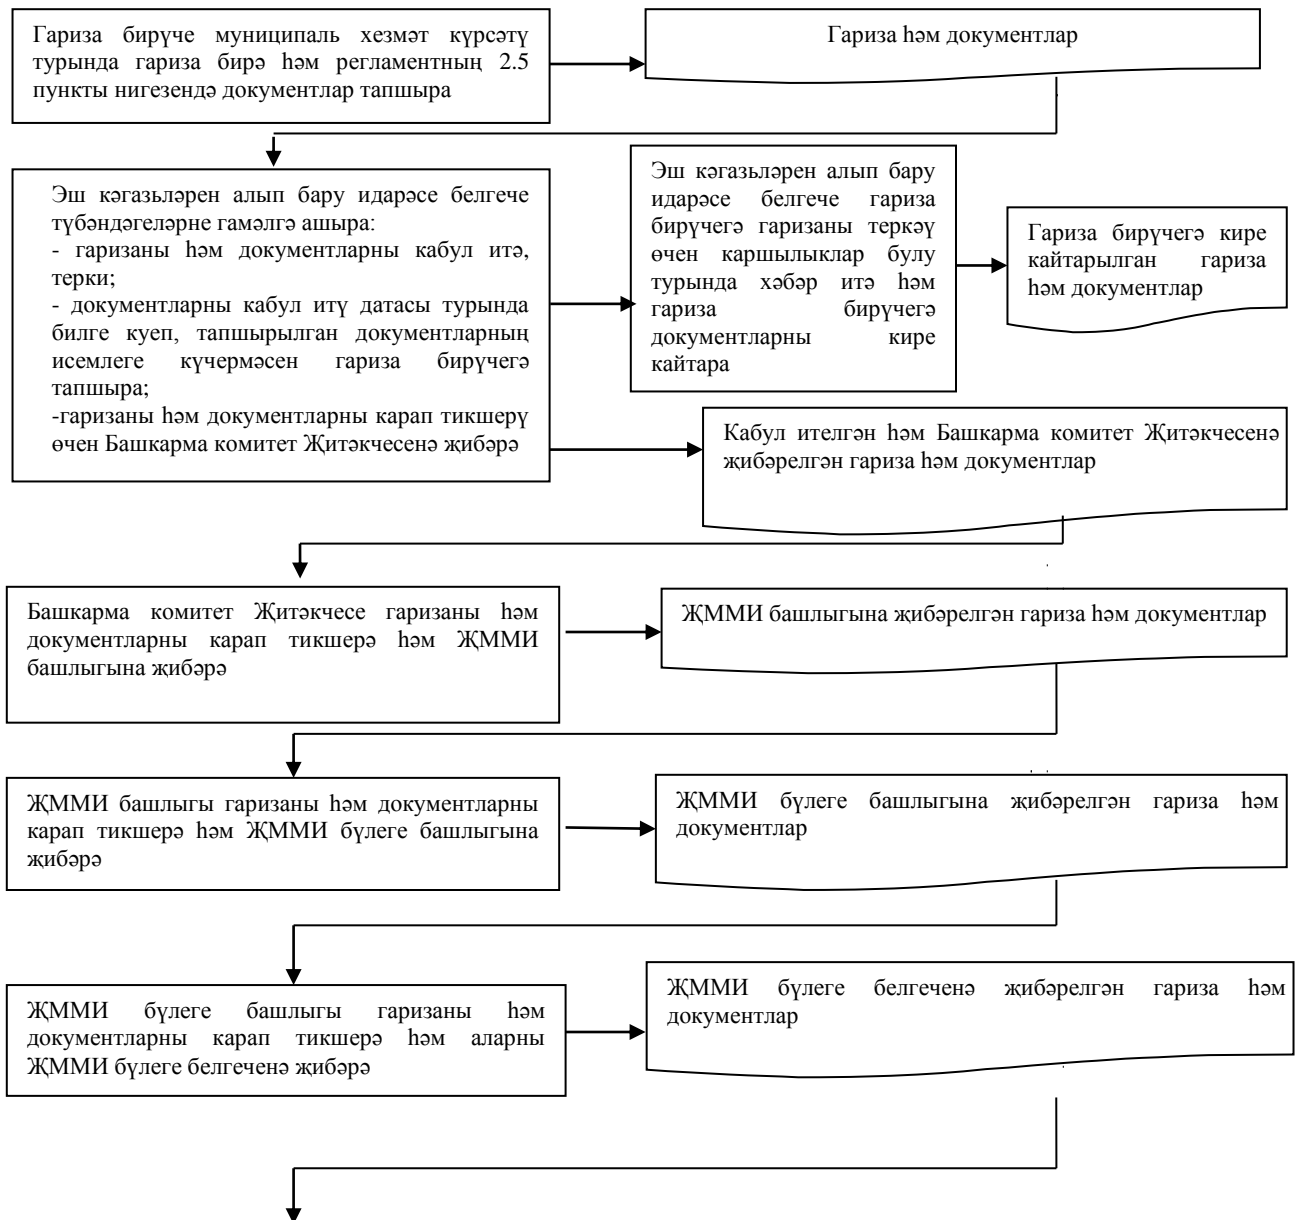 Гариза бирүче муниципаль хезмәт күрсәтү
турында гариза бирә һәм регламентның 2.5
пункты нигезендә документлар тапшыра
Гариза һәм документлар
Эш кәгазьләрен алып бару идарәсе белгече
түбәндәгеләрне гамәлгә ашыра:
- гаризаны һәм документларны кабул итә,
терки;
- документларны кабул итү датасы турында
билге куеп, тапшырылган документларның
исемлеге күчермәсен гариза бирүчегә
тапшыра;
-гаризаны һәм документларны карап тикшерү
өчен Башкарма комитет Җитәкчесенә җибәрә
Эш кәгазьләрен алып бару
идарәсе белгече гариза
бирүчегә гаризаны теркәү
өчен каршылыклар булу
турында хәбәр итә һәм
гариза бирүчегә
документларны кире
кайтара
Гариза бирүчегә кире
кайтарылган гариза
һәм документлар
Кабул ителгән һәм Башкарма комитет Җитәкчесенә
җибәрелгән гариза һәм документлар
Башкарма комитет Җитәкчесе гаризаны һәм
документларны карап тикшерә һәм ҖММИ
башлыгына җибәрә
ҖММИ башлыгына җибәрелгән гариза һәм документлар
ҖММИ башлыгы гаризаны һәм документларны
карап тикшерә һәм ҖММИ бүлеге башлыгына
җибәрә
ҖММИ бүлеге башлыгына җибәрелгән гариза һәм
документлар
ҖММИ бүлеге башлыгы гаризаны һәм
документларны карап тикшерә һәм аларны
ҖММИ бүлеге белгеченә җибәрә
ҖММИ бүлеге белгеченә җибәрелгән гариза һәм
документлар